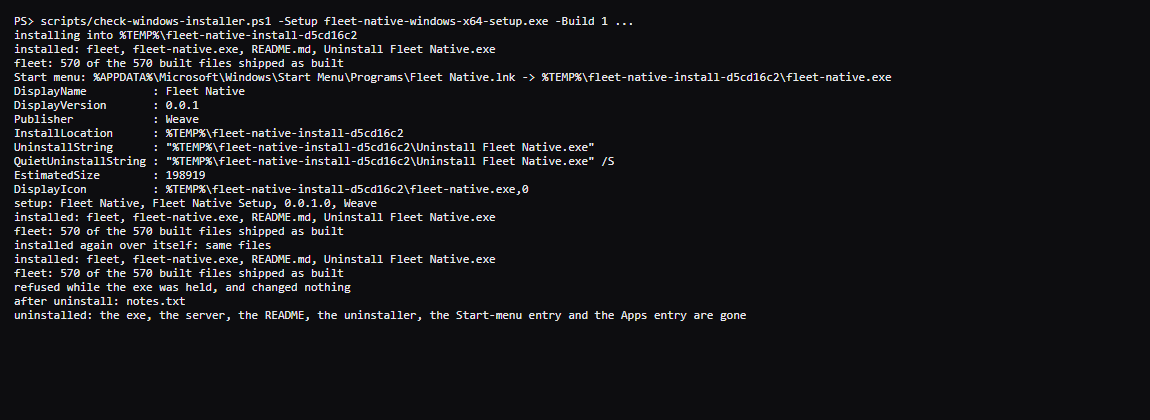 PS> scripts/check-windows-installer.ps1 -Setup fleet-native-windows-x64-setup.exe -Build 1 ...
installing into %TEMP%\fleet-native-install-d5cd16c2
installed: fleet, fleet-native.exe, README.md, Uninstall Fleet Native.exe
fleet: 570 of the 570 built files shipped as built
Start menu: %APPDATA%\Microsoft\Windows\Start Menu\Programs\Fleet Native.lnk -> %TEMP%\fleet-native-install-d5cd16c2\fleet-native.exe
DisplayName          : Fleet Native
DisplayVersion       : 0.0.1
Publisher            : Weave
InstallLocation      : %TEMP%\fleet-native-install-d5cd16c2
UninstallString      : "%TEMP%\fleet-native-install-d5cd16c2\Uninstall Fleet Native.exe"
QuietUninstallString : "%TEMP%\fleet-native-install-d5cd16c2\Uninstall Fleet Native.exe" /S
EstimatedSize        : 198919
DisplayIcon          : %TEMP%\fleet-native-install-d5cd16c2\fleet-native.exe,0
setup: Fleet Native, Fleet Native Setup, 0.0.1.0, Weave
installed: fleet, fleet-native.exe, README.md, Uninstall Fleet Native.exe
fleet: 570 of the 570 built files shipped as built
installed again over itself: same files
installed: fleet, fleet-native.exe, README.md, Uninstall Fleet Native.exe
fleet: 570 of the 570 built files shipped as built
refused while the exe was held, and changed nothing
after uninstall: notes.txt
uninstalled: the exe, the server, the README, the uninstaller, the Start-menu entry and the Apps entry are gone